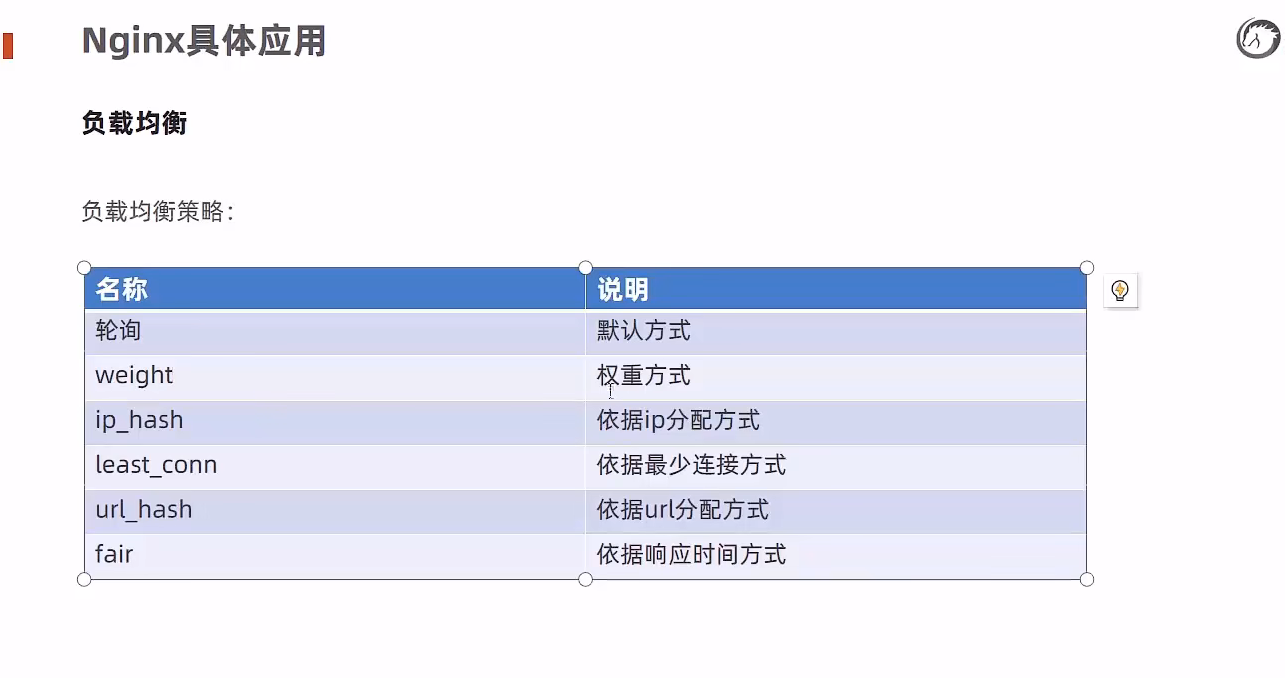 Nginx具体应用
负载均衡
负载均衡策略：
名称 说明
轮询 默认方式
weight 权重方式
ip_hash 依据ip分配方式
least_conn 依据最少连接方式
url_hash 依据url分配方式
fair 依据响应时间方式